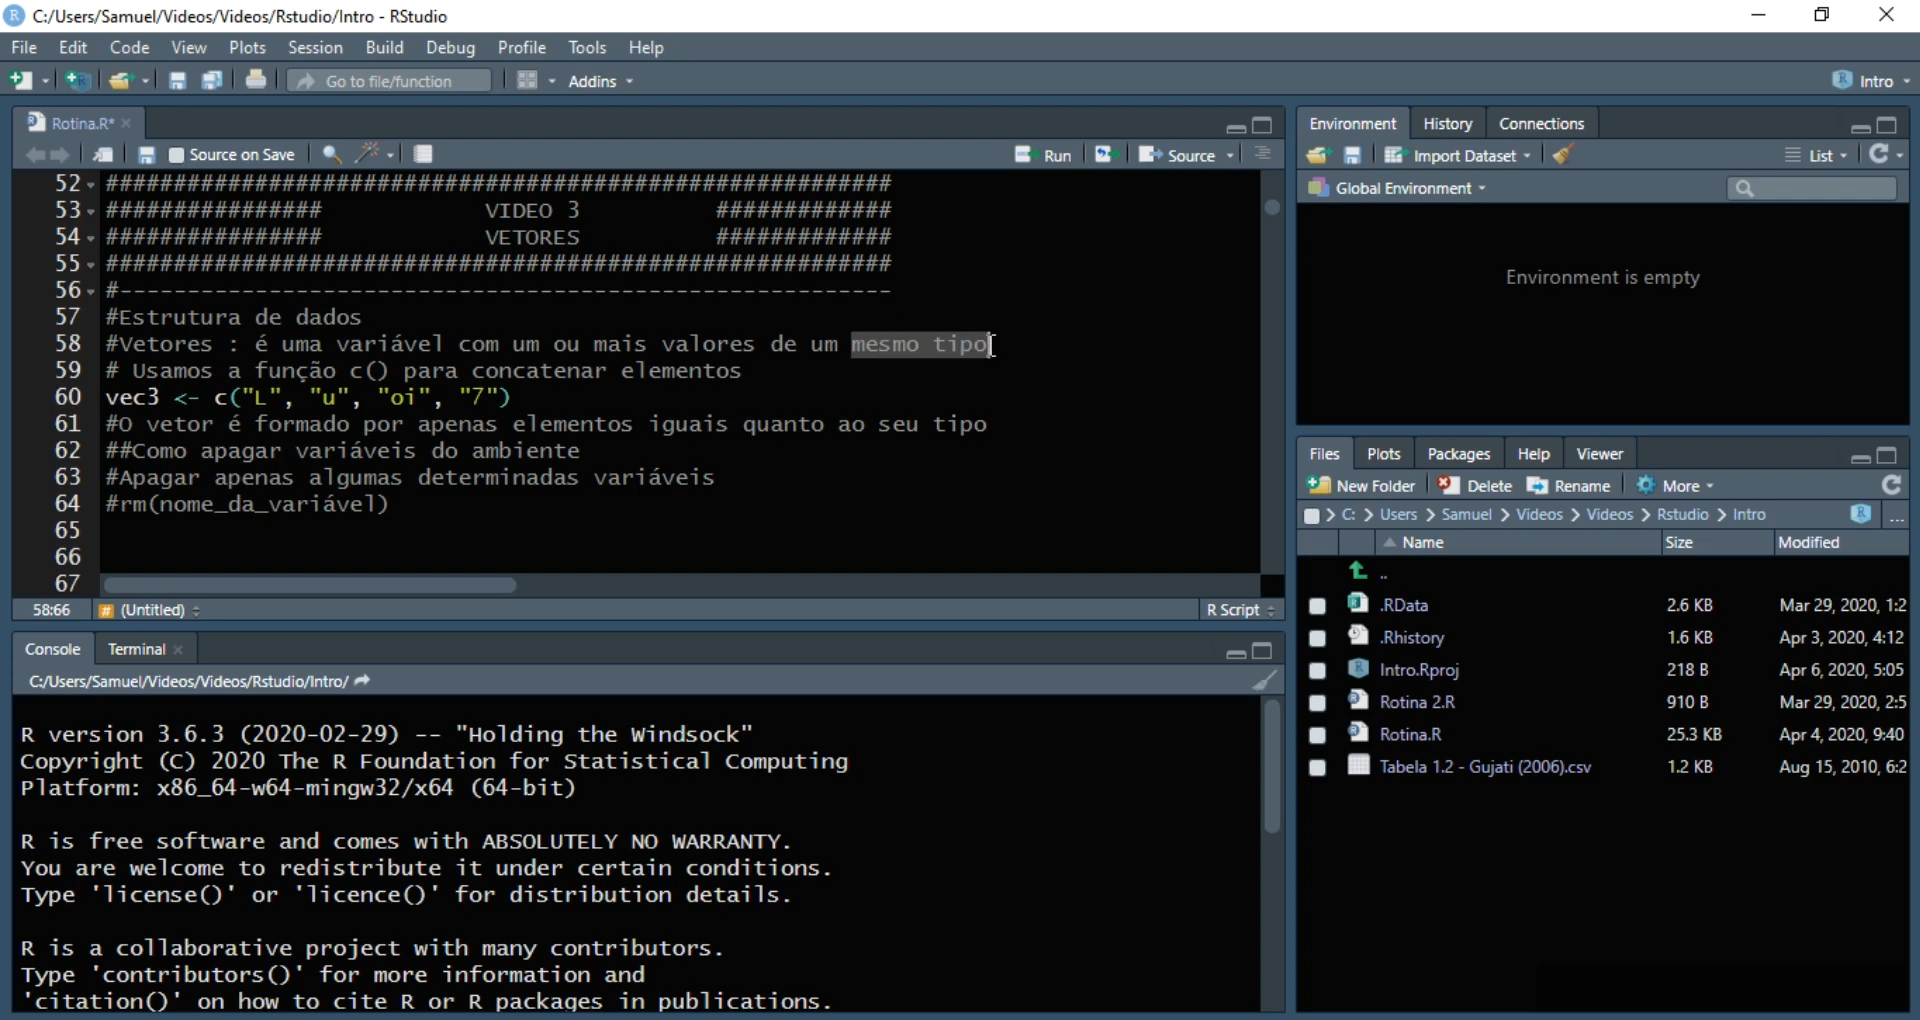 C:/Users/Samuel/Videos/Videos/Rstudio/Intro - RStudio
File Edit Code View Plots Session Build Debug Profile Tools Help
Go to file/function Addins Intro
Rotina.R*
Source on Save Run Source
52 ##########################################################
53 ################ VIDEO 3 #############
54 ################ VETORES #############
55 ##########################################################
56 #---------------------------------------------------------
57 #Estrutura de dados
58 #Vetores : é uma variável com um ou mais valores de um mesmo tipo
59 # Usamos a função c() para concatenar elementos
60 vec3 <- c("L", "u", "oi", "7")
61 #O vetor é formado por apenas elementos iguais quanto ao seu tipo
62 ##Como apagar variáveis do ambiente
63 #Apagar apenas algumas determinadas variáveis
64 #rm(nome_da_variável)
65
66
67
58:66 # (Untitled) R Script
Console Terminal
C:/Users/Samuel/Videos/Videos/Rstudio/Intro/
R version 3.6.3 (2020-02-29) -- "Holding the Windsock"
Copyright (C) 2020 The R Foundation for Statistical Computing
Platform: x86_64-w64-mingw32/x64 (64-bit)
R is free software and comes with ABSOLUTELY NO WARRANTY.
You are welcome to redistribute it under certain conditions.
Type 'license()' or 'licence()' for distribution details.
R is a collaborative project with many contributors.
Type 'contributors()' for more information and
'citation()' on how to cite R or R packages in publications.
Environment History Connections
Import Dataset List
Global Environment
Environment is empty
Files Plots Packages Help Viewer
New Folder Delete Rename More
C: > Users > Samuel > Videos > Videos > Rstudio > Intro ...
Name Size Modified
..
.RData 2.6 KB Mar 29, 2020, 1:2
.Rhistory 1.6 KB Apr 3, 2020, 4:12
Intro.Rproj 218 B Apr 6, 2020, 5:05
Rotina 2.R 910 B Mar 29, 2020, 2:5
Rotina.R 25.3 KB Apr 4, 2020, 9:40
Tabela 1.2 - Gujati (2006).csv 1.2 KB Aug 15, 2010, 6:2